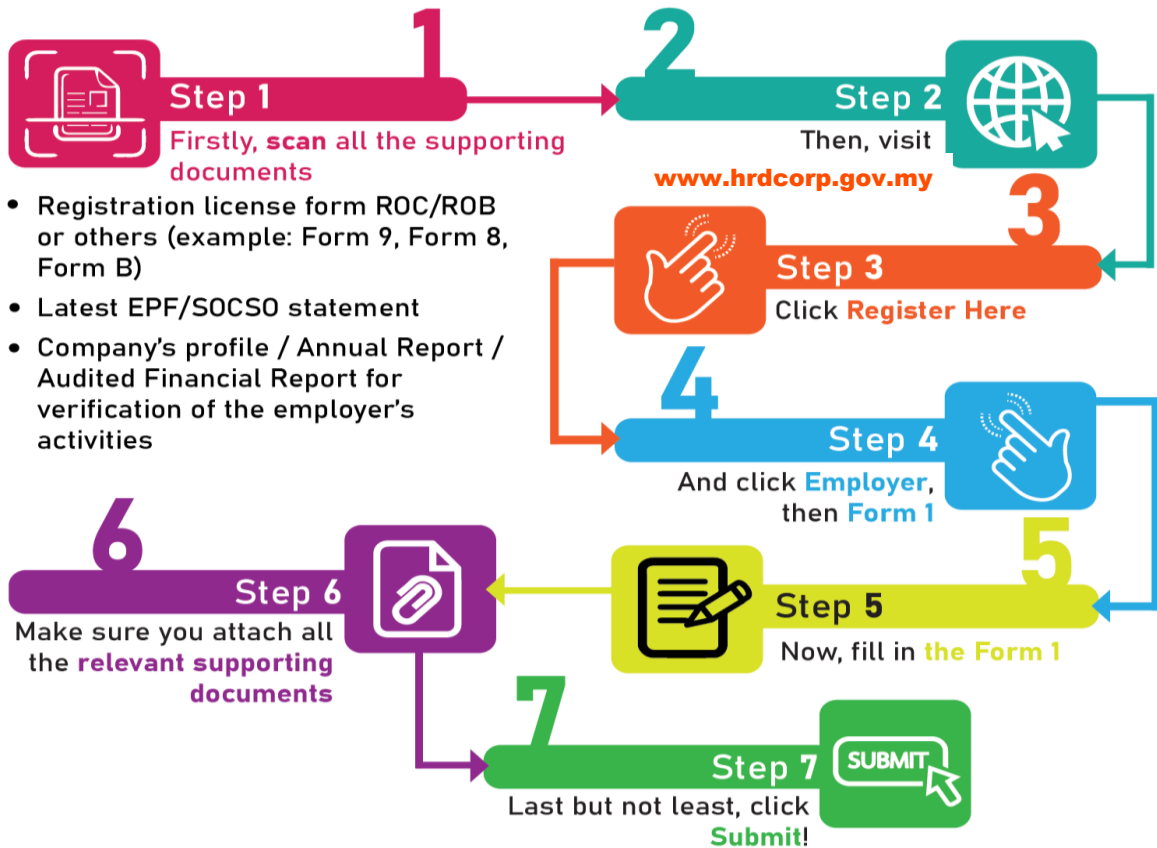 1
Step 1
Firstly, scan all the supporting
documents
• Registration license form ROC/ROB
or others (example: Form 9, Form 8,
Form B)
• Latest EPF/SOCSO statement
• Company's profile / Annual Report /
Audited Financial Report for
verification of the employer's
activities
2
Step 2
Then, visit
www.hrdcorp.gov.my
3
Step 3
Click Register Here
4
Step 4
And click Employer,
then Form 1
5
Step 5
Now, fill in the Form 1
6
Step 6
Make sure you attach all
the relevant supporting
documents
7
Step 7
SUBMIT
Last but not least, click
Submit!